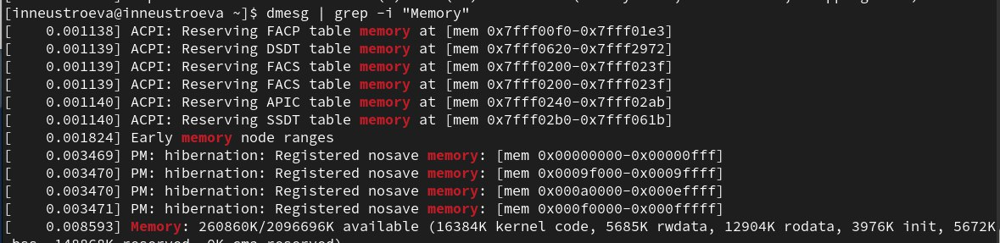 [inneustroeva@inneustroeva ~]$ dmesg | grep -i "Memory"
[    0.001138] ACPI: Reserving FACP table memory at [mem 0x7fff00f0-0x7fff01e3]
[    0.001139] ACPI: Reserving DSDT table memory at [mem 0x7fff0620-0x7fff2972]
[    0.001139] ACPI: Reserving FACS table memory at [mem 0x7fff0200-0x7fff023f]
[    0.001139] ACPI: Reserving FACS table memory at [mem 0x7fff0200-0x7fff023f]
[    0.001140] ACPI: Reserving APIC table memory at [mem 0x7fff0240-0x7fff02ab]
[    0.001140] ACPI: Reserving SSDT table memory at [mem 0x7fff02b0-0x7fff061b]
[    0.001824] Early memory node ranges
[    0.003469] PM: hibernation: Registered nosave memory: [mem 0x00000000-0x00000fff]
[    0.003470] PM: hibernation: Registered nosave memory: [mem 0x0009f000-0x0009ffff]
[    0.003470] PM: hibernation: Registered nosave memory: [mem 0x000a0000-0x000effff]
[    0.003471] PM: hibernation: Registered nosave memory: [mem 0x000f0000-0x000fffff]
[    0.008593] Memory: 260860K/2096696K available (16384K kernel code, 5685K rwdata, 12904K rodata, 3976K init, 5672K